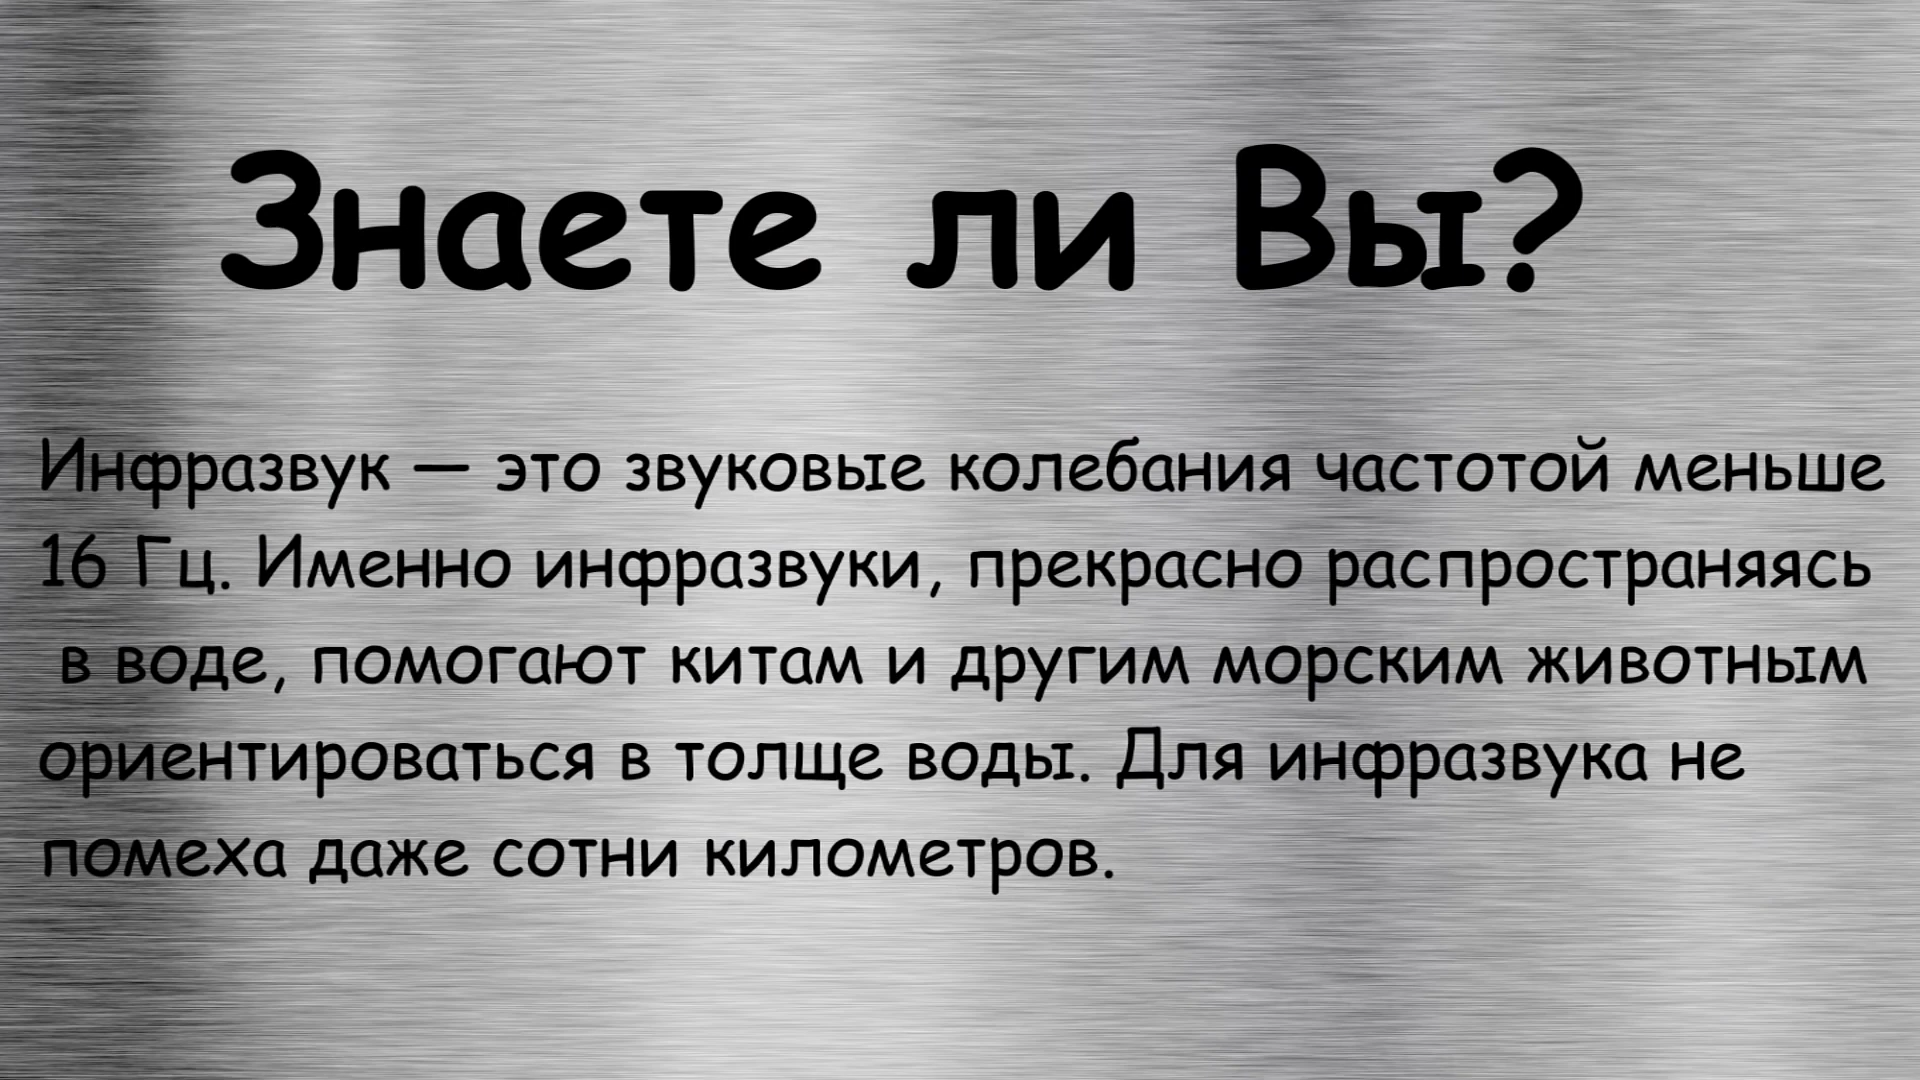 Знаете ли Вы?
Инфразвук — это звуковые колебания частотой меньше
16 Гц. Именно инфразвуки, прекрасно распространяясь
в воде, помогают китам и другим морским животным
ориентироваться в толще воды. Для инфразвука не
помеха даже сотни километров.